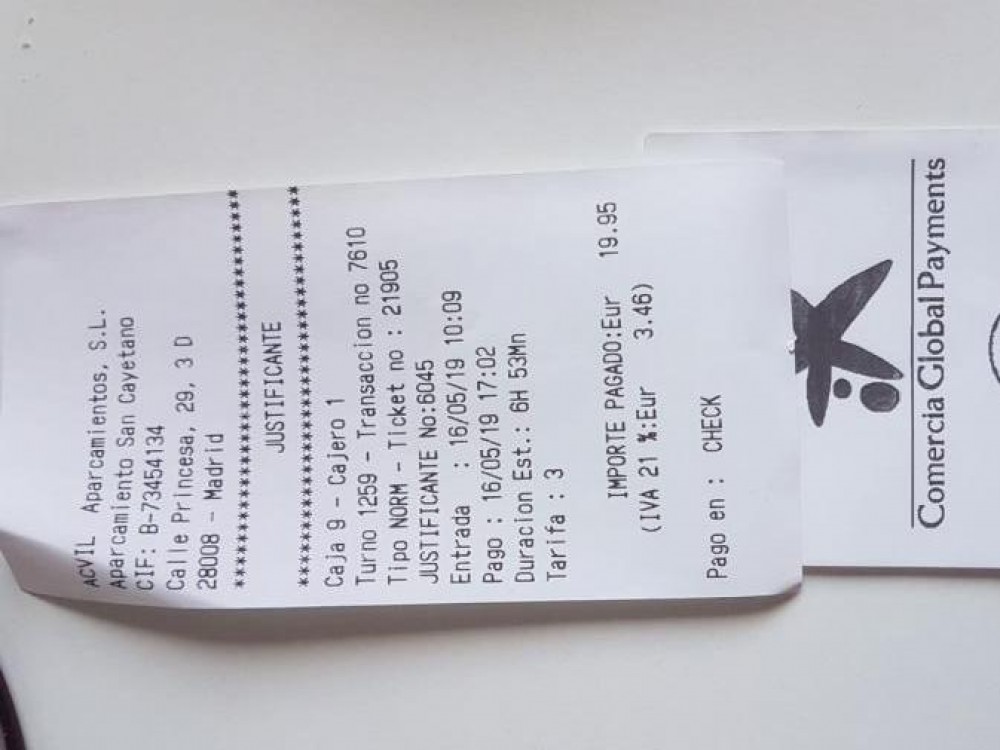 ACVIL Aparcamientos, S.L.
Aparcamiento San Cayetano
CIF: B-73454134
Calle Princesa, 29, 3 D
28008 - Madrid
************************************
JUSTIFICANTE
************************************
Caja 9 - Cajero 1
Turno 1259 - Transaccion no 7610
Tipo NORM - Ticket no : 21905
JUSTIFICANTE No:6045
Entrada : 16/05/19 10:09
Pago : 16/05/19 17:02
Duracion Est.: 6H 53Mn
Tarifa : 3
IMPORTE PAGADO:Eur 19.95
(IVA 21 %:Eur 3.46)
Pago en : CHECK
Comercia Global Payments